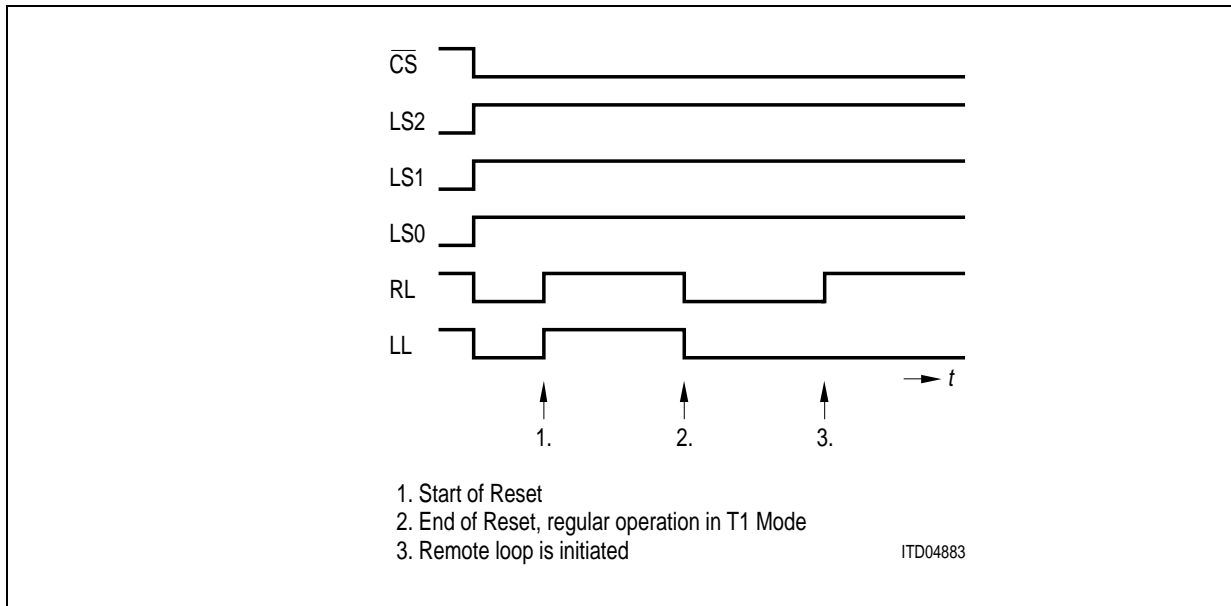 CS
LS2
LS1
LS0
RL
LL
t
1. 2. 3.
1. Start of Reset
2. End of Reset, regular operation in T1 Mode
3. Remote loop is initiated ITD04883